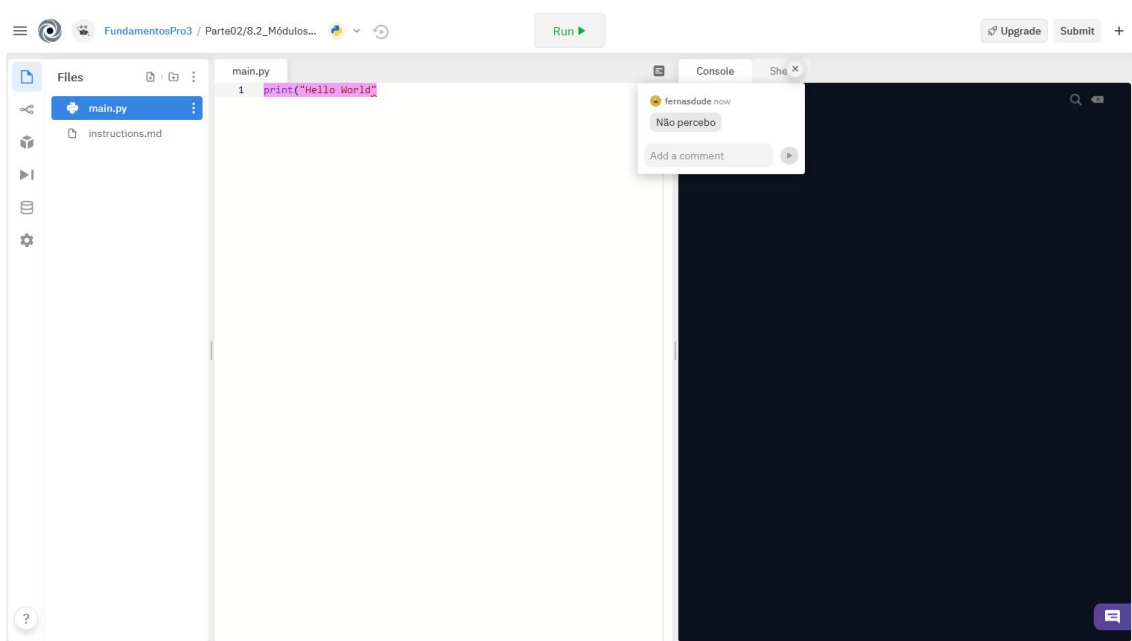 FundamentosPro3 / Parte02/8.2_Módulos...
Run
Upgrade
Submit
Files
main.py
instructions.md
main.py
1 print("Hello World"
Console
She
fernasdude now
Não percebo
Add a comment
?